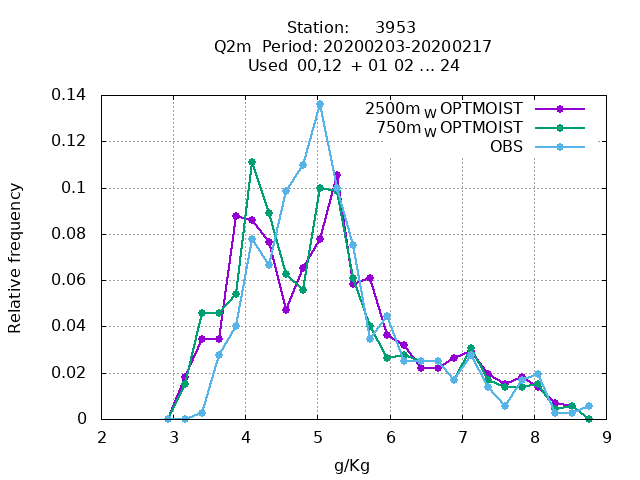 Station: 3953
Q2m Period: 20200203-20200217
Used 00,12 + 01 02 ... 24
2500m W OPTMOIST
750m W OPTMOIST
OBS
Relative frequency
0.14
0.12
0.1
0.08
0.06
0.04
0.02
0
2 3 4 5 6 7 8 9
g/Kg